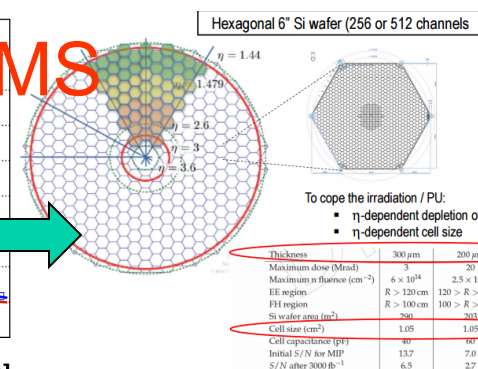 Hexagonal 6" Si wafer (256 or 512 channels
MS
η = 1.44
1.479
η = 2.6
η = 3
η = 3.6
To cope the irradiation / PU:
▪ η-dependent depletion o
▪ η-dependent cell size
Thickness 300 μm 200 μ
Maximum dose (Mrad) 3 20
Maximum n fluence (cm⁻²) 6 × 10¹⁴ 2.5 × 1
EE region R > 120 cm 120 > R >
FH region R > 100 cm 100 > R >
Si wafer area (m²) 290 203
Cell size (cm²) 1.05 1.05
Cell capacitance (pF) 40 60
Initial S/N for MIP 13.7 7.0
S/N after 3000 fb⁻¹ 6.5 2.7